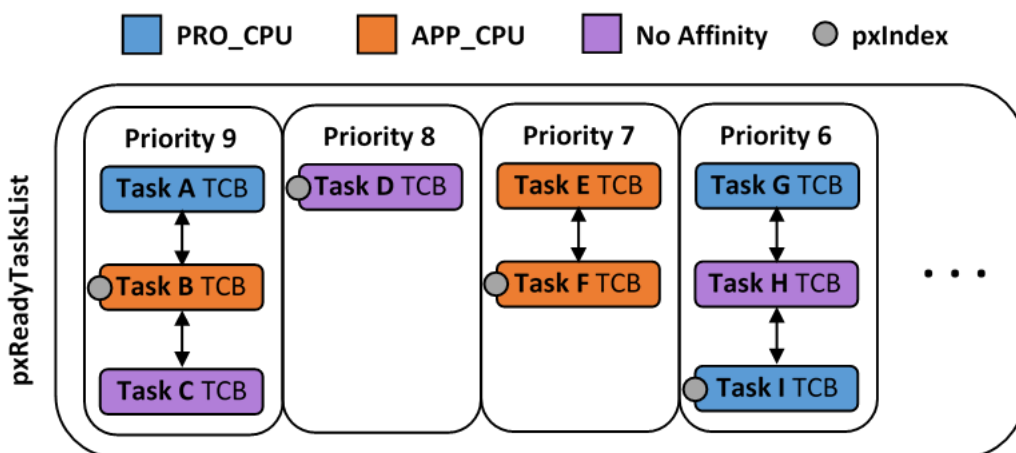 PRO_CPU APP_CPU No Affinity pxIndex
pxReadyTasksList
Priority 9
Task A TCB
Task B TCB
Task C TCB
Priority 8
Task D TCB
Priority 7
Task E TCB
Task F TCB
Priority 6
Task G TCB
Task H TCB
Task I TCB
...